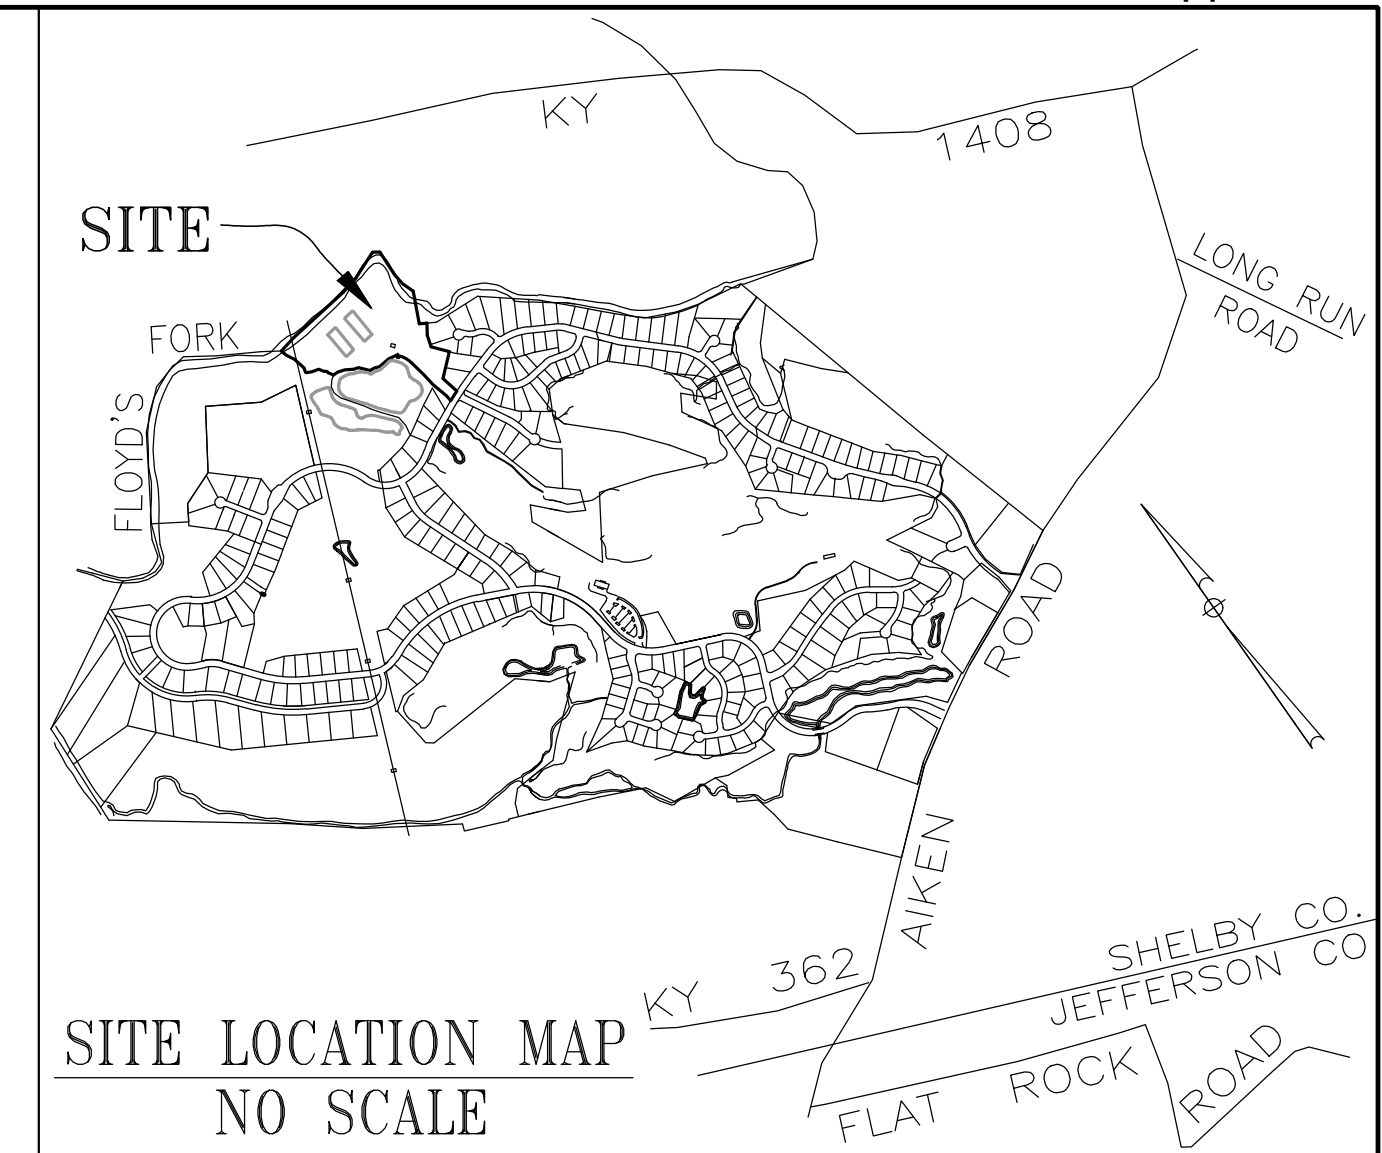 KY 1408
SITE
LONG RUN
ROAD
FORK
FLOYD'S
ROAD
AIKEN
SHELBY CO.
JEFFERSON CO
KY 362
SITE LOCATION MAP
NO SCALE
FLAT ROCK
ROAD